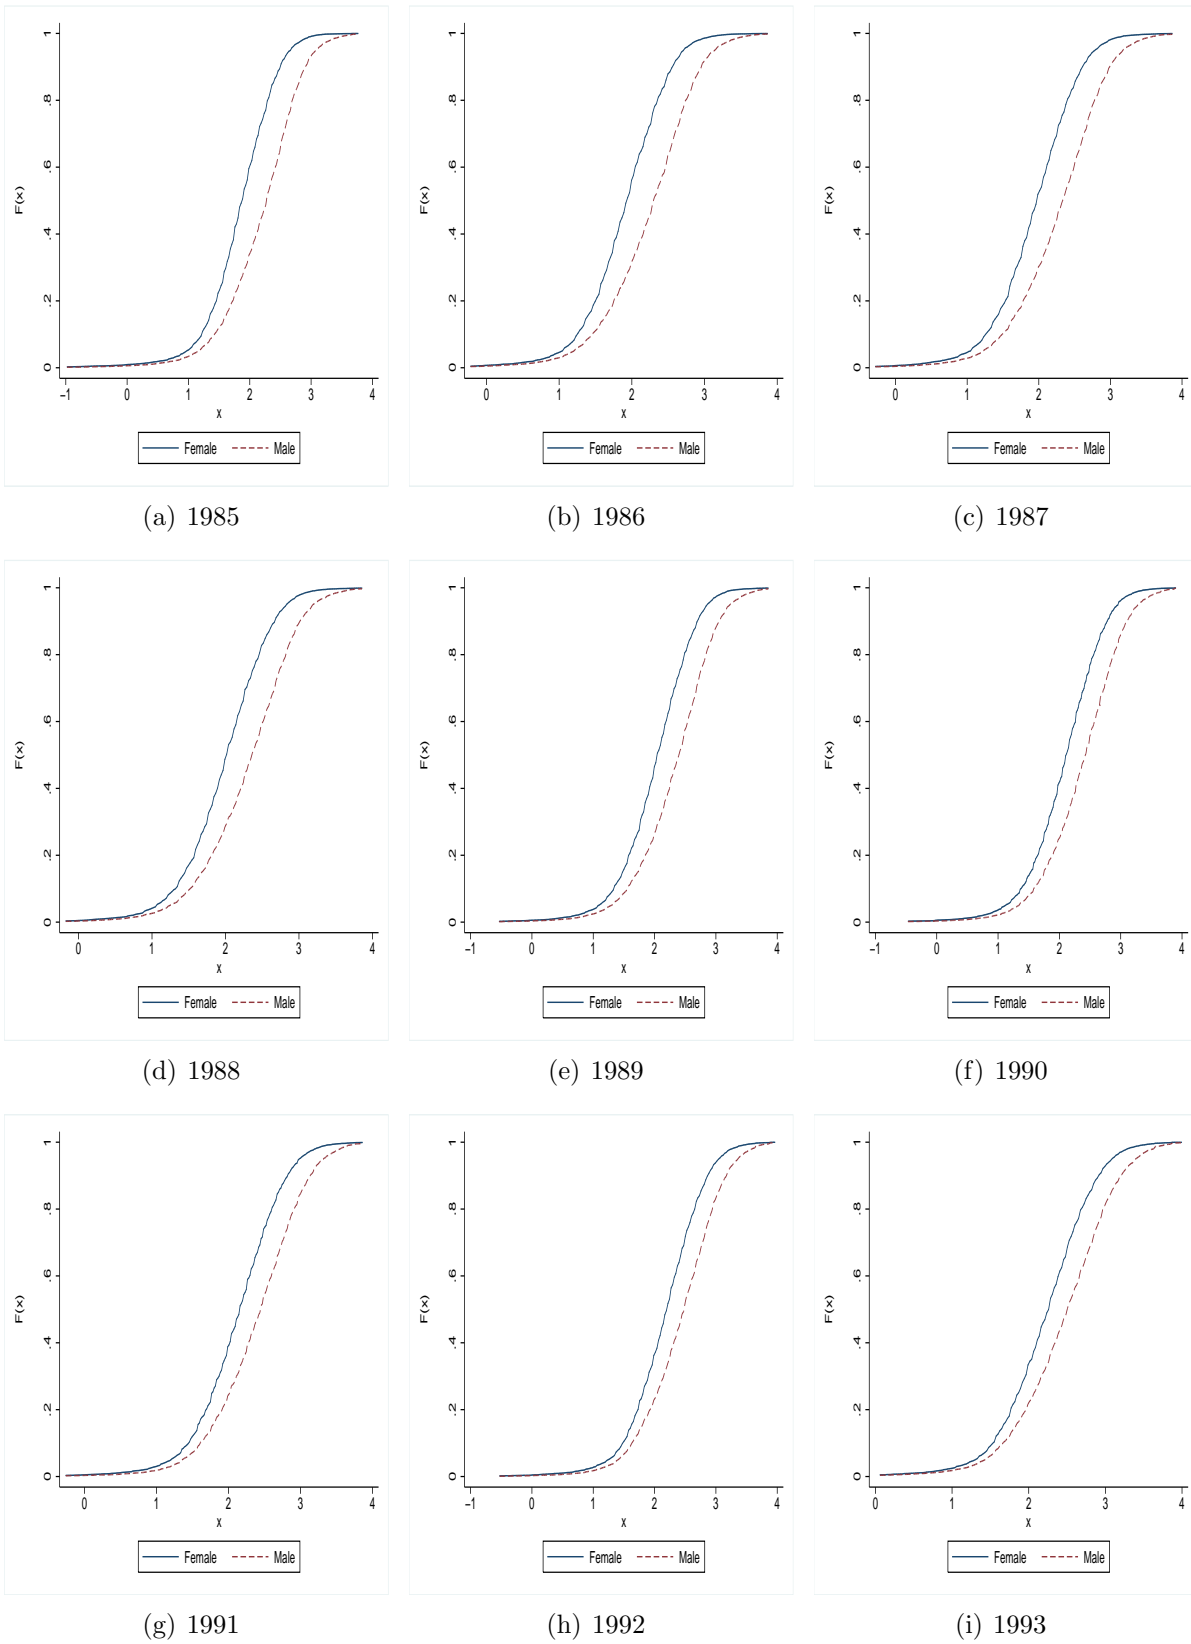 F(x)
0 .2 .4 .6 .8 1
−1 0 1 2 3 4
x
Female Male
(a) 1985
F(x)
0 .2 .4 .6 .8 1
0 1 2 3 4
x
Female Male
(b) 1986
F(x)
0 .2 .4 .6 .8 1
0 1 2 3 4
x
Female Male
(c) 1987
F(x)
0 .2 .4 .6 .8 1
0 1 2 3 4
x
Female Male
(d) 1988
F(x)
0 .2 .4 .6 .8 1
−1 0 1 2 3 4
x
Female Male
(e) 1989
F(x)
0 .2 .4 .6 .8 1
−1 0 1 2 3 4
x
Female Male
(f) 1990
F(x)
0 .2 .4 .6 .8 1
0 1 2 3 4
x
Female Male
(g) 1991
F(x)
0 .2 .4 .6 .8 1
−1 0 1 2 3 4
x
Female Male
(h) 1992
F(x)
0 .2 .4 .6 .8 1
0 1 2 3 4
x
Female Male
(i) 1993